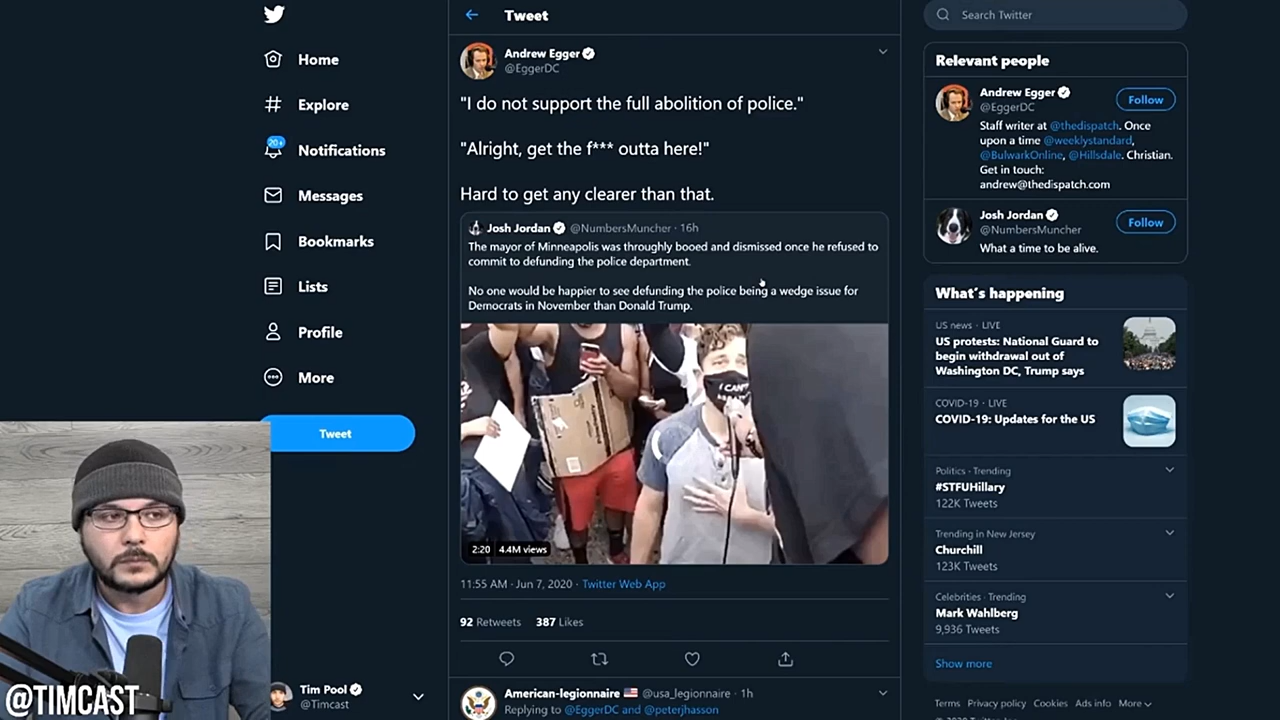 Home
Explore
20+
Notifications
Messages
Bookmarks
Lists
Profile
More
Tweet
Tim Pool
@Timcast
@TIMCAST
Tweet
Andrew Egger
@EggerDC
"I do not support the full abolition of police."
"Alright, get the f*** outta here!"
Hard to get any clearer than that.
Josh Jordan @NumbersMuncher · 16h
The mayor of Minneapolis was throughly booed and dismissed once he refused to
commit to defunding the police department.
No one would be happier to see defunding the police being a wedge issue for
Democrats in November than Donald Trump.
I CAN'T
2:20 4.4M views
11:55 AM · Jun 7, 2020 · Twitter Web App
92 Retweets 387 Likes
American-legionnaire @usa_legionnaire · 1h
Replying to @EggerDC and @peterjhasson
Search Twitter
Relevant people
Andrew Egger
@EggerDC
Follow
Staff writer at @thedispatch. Once
upon a time @weeklystandard,
@BulwarkOnline, @Hillsdale. Christian.
Get in touch:
andrew@thedispatch.com
Josh Jordan
@NumbersMuncher
Follow
What a time to be alive.
What's happening
US news · LIVE
US protests: National Guard to
begin withdrawal out of
Washington DC, Trump says
COVID-19 · LIVE
COVID-19: Updates for the US
Politics · Trending
#STFUHillary
122K Tweets
Trending in New Jersey
Churchill
123K Tweets
Celebrities · Trending
Mark Wahlberg
9,936 Tweets
Show more
Terms Privacy policy Cookies Ads info More